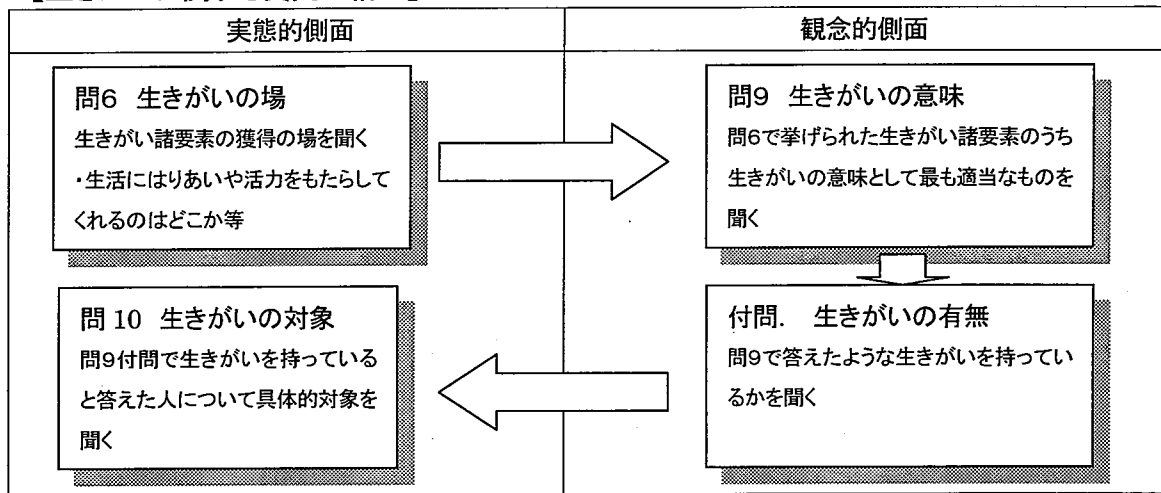 実態的側面
観念的側面
問6 生きがいの場
生きがい諸要素の獲得の場を聞く
・生活にはりあいや活力をもたらして
くれるのはどこか等
問9 生きがいの意味
問6で挙げられた生きがい諸要素のうち
生きがいの意味として最も適当なものを
聞く
問10 生きがいの対象
問9付問で生きがいを持っている
と答えた人について具体的対象を
聞く
付問. 生きがいの有無
問9で答えたような生きがいを持ってい
るかを聞く